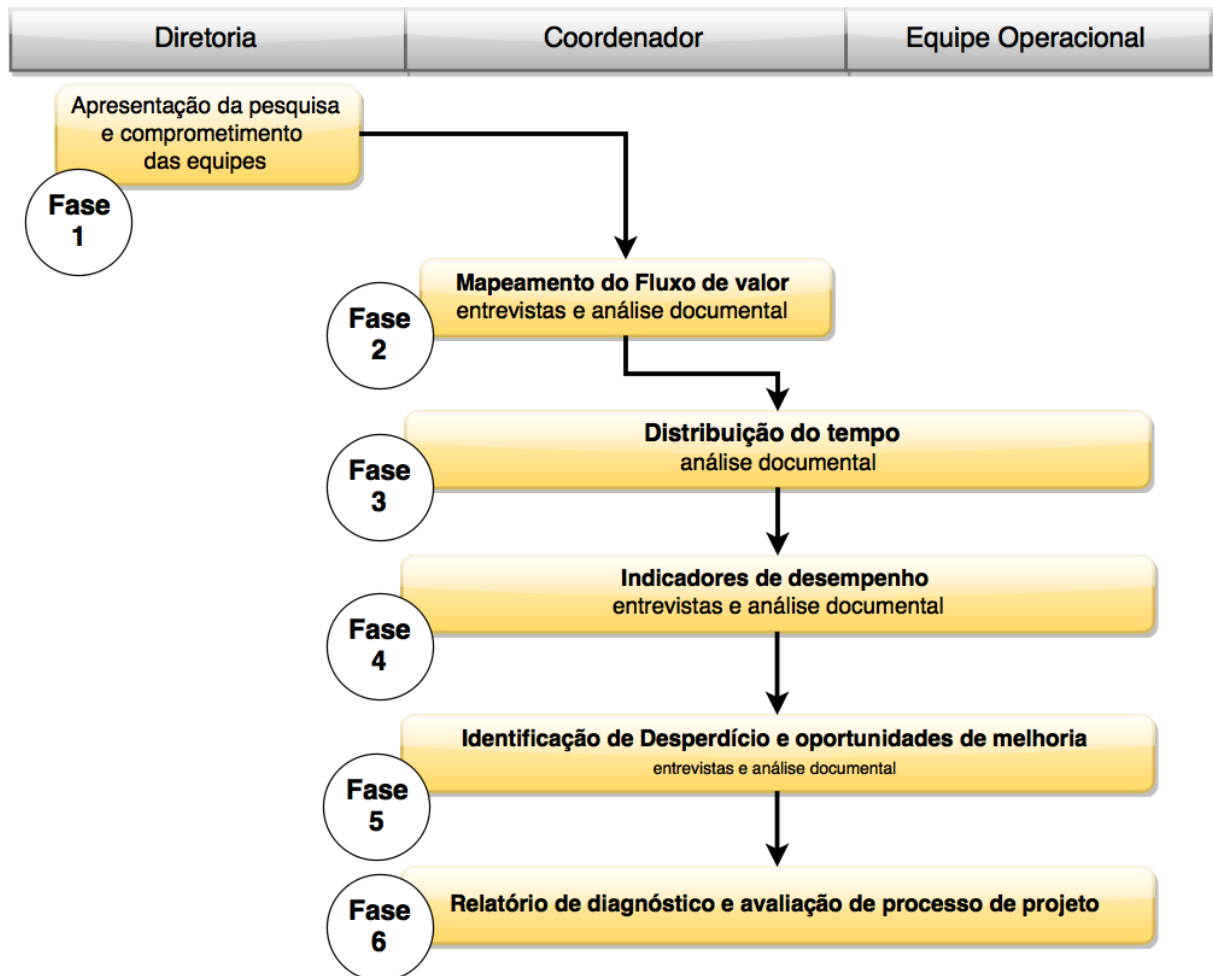 Diretoria
Coordenador
Equipe Operacional
Apresentação da pesquisa
e comprometimento
das equipes
Fase
1
Mapeamento do Fluxo de valor
entrevistas e análise documental
Fase
2
Distribuição do tempo
análise documental
Fase
3
Indicadores de desempenho
entrevistas e análise documental
Fase
4
Identificação de Desperdício e oportunidades de melhoria
entrevistas e análise documental
Fase
5
Relatório de diagnóstico e avaliação de processo de projeto
Fase
6